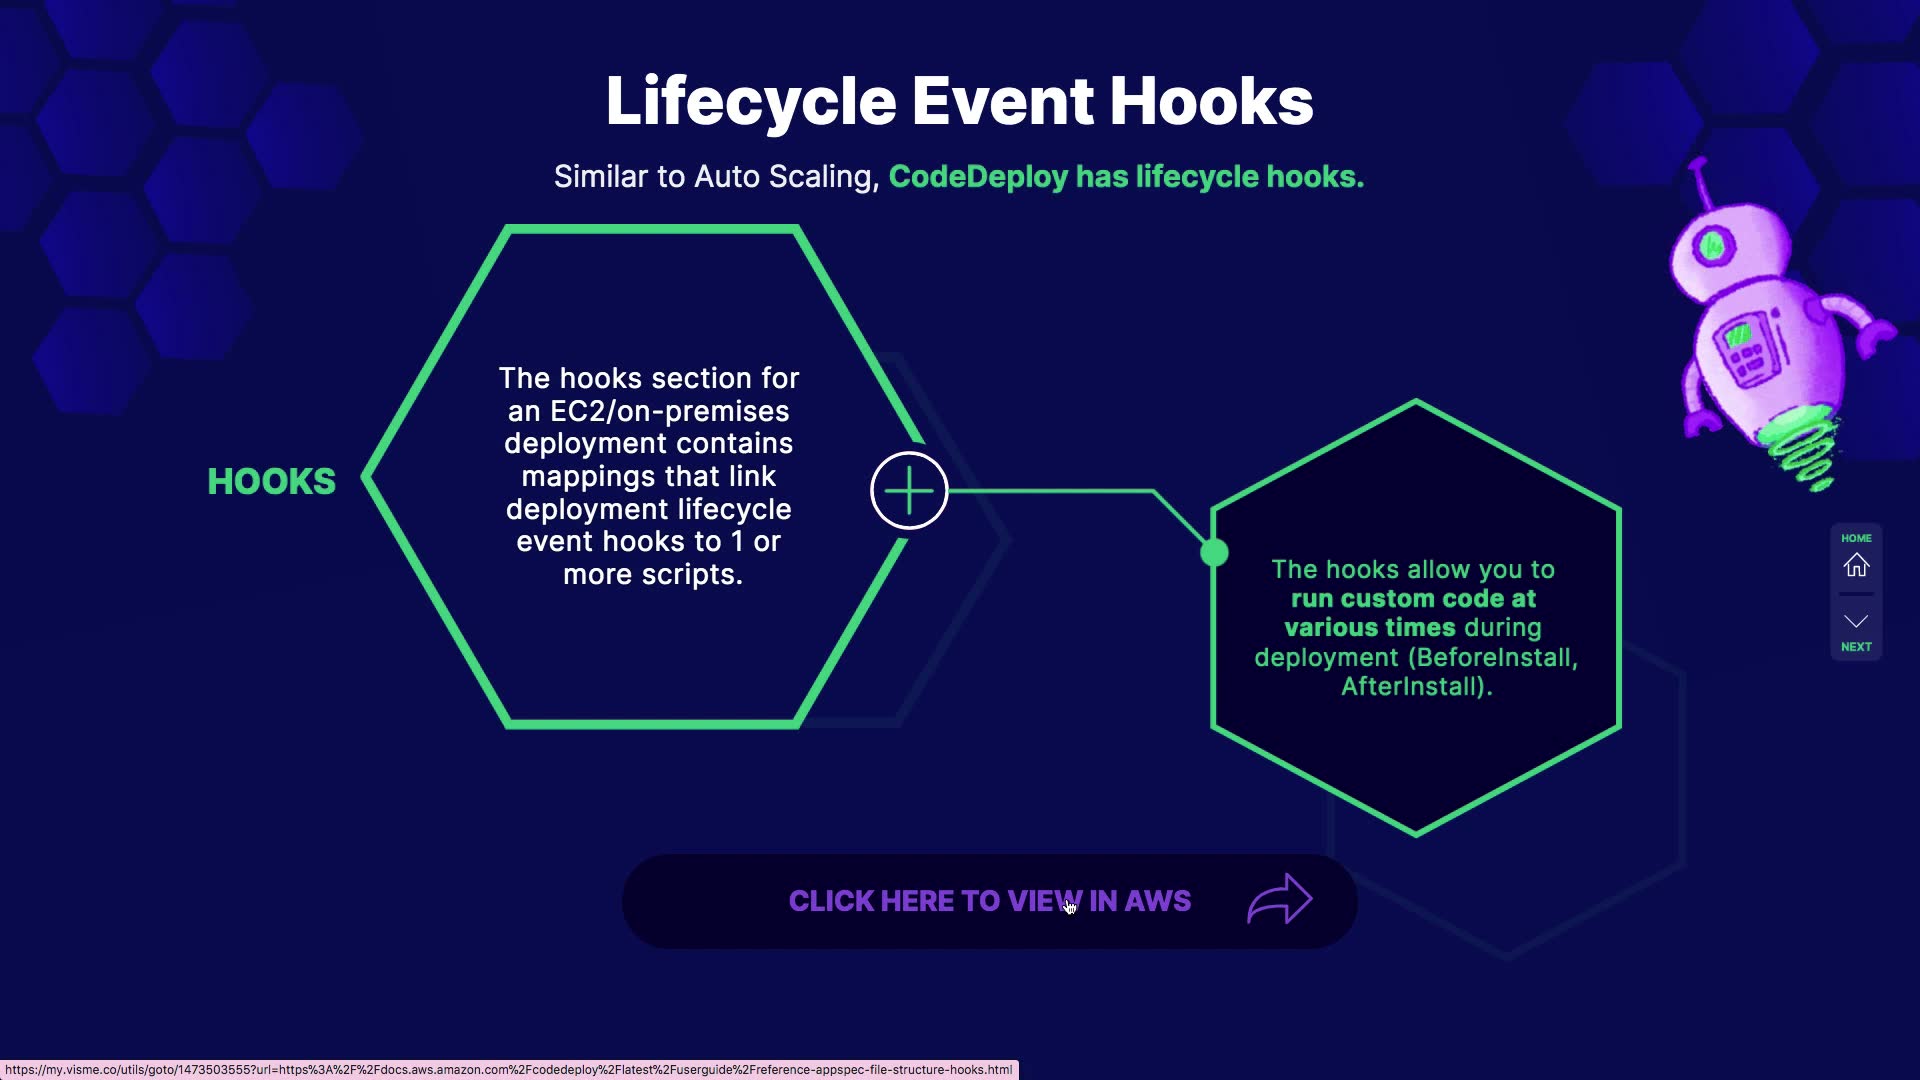 Lifecycle Event Hooks
Similar to Auto Scaling, CodeDeploy has lifecycle hooks.
HOOKS
The hooks section for
an EC2/on-premises
deployment contains
mappings that link
deployment lifecycle
event hooks to 1 or
more scripts.
The hooks allow you to
run custom code at
various times during
deployment (BeforeInstall,
AfterInstall).
HOME
NEXT
CLICK HERE TO VIEW IN AWS
https://my.visme.co/utils/goto/1473503555?url=https%3A%2F%2Fdocs.aws.amazon.com%2Fcodedeploy%2Flatest%2Fuserguide%2Freference-appspec-file-structure-hooks.html